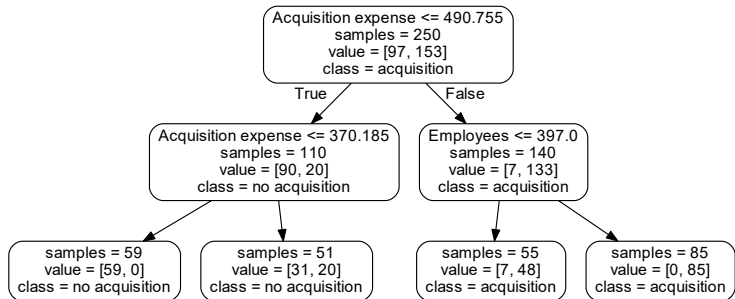 Acquisition expense <= 490.755
samples = 250
value = [97, 153]
class = acquisition
True
False
Acquisition expense <= 370.185
samples = 110
value = [90, 20]
class = no acquisition
Employees <= 397.0
samples = 140
value = [7, 133]
class = acquisition
samples = 59
value = [59, 0]
class = no acquisition
samples = 51
value = [31, 20]
class = no acquisition
samples = 55
value = [7, 48]
class = acquisition
samples = 85
value = [0, 85]
class = acquisition